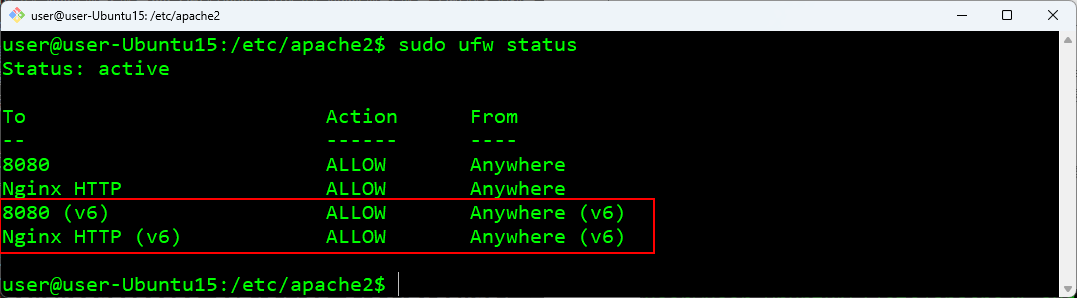 user@user-Ubuntu15: /etc/apache2
user@user-Ubuntu15:/etc/apache2$ sudo ufw status
Status: active
To                         Action      From
--                         ------      ----
8080                       ALLOW       Anywhere
Nginx HTTP                 ALLOW       Anywhere
8080 (v6)                  ALLOW       Anywhere (v6)
Nginx HTTP (v6)            ALLOW       Anywhere (v6)
user@user-Ubuntu15:/etc/apache2$